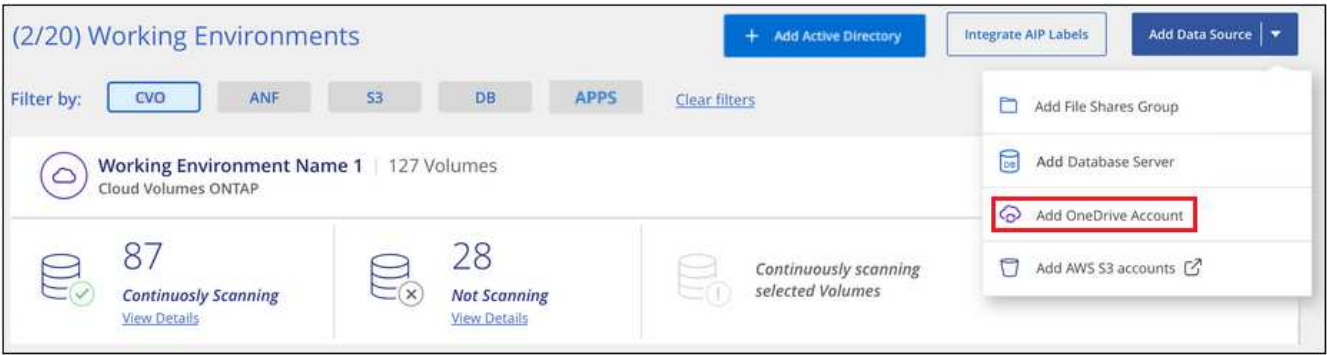 (2/20) Working Environments
+ Add Active Directory
Integrate AIP Labels
Add Data Source
Filter by:
CVO
ANF
S3
DB
APPS
Clear filters
Add File Shares Group
DB
Add Database Server
Add OneDrive Account
Add AWS S3 accounts
Working Environment Name 1 | 127 Volumes
Cloud Volumes ONTAP
87
Continuosly Scanning
View Details
28
Not Scanning
View Details
Continuously scanning
selected Volumes